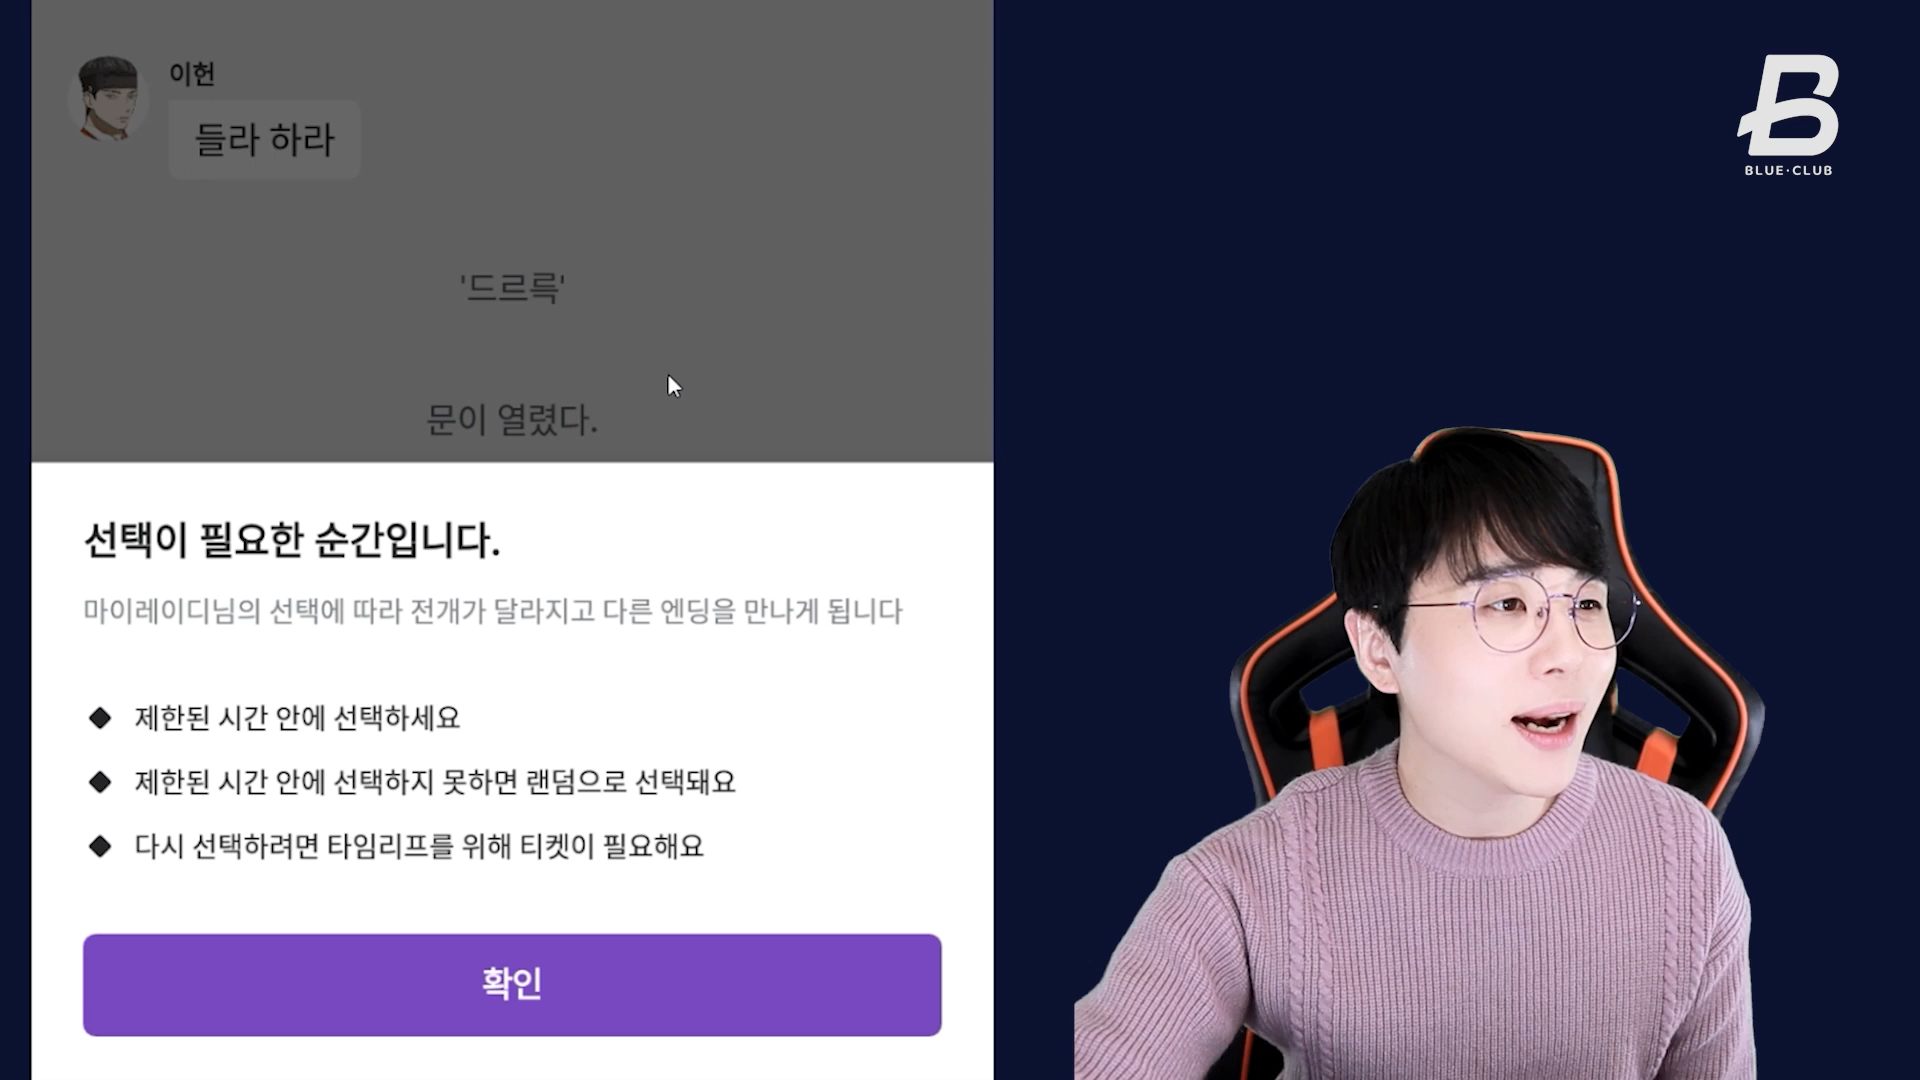 이헌
들라 하라
'드르륵'
문이 열렸다.
선택이 필요한 순간입니다.
마이레이디님의 선택에 따라 전개가 달라지고 다른 엔딩을 만나게 됩니다
◆ 제한된 시간 안에 선택하세요
◆ 제한된 시간 안에 선택하지 못하면 랜덤으로 선택돼요
◆ 다시 선택하려면 타임리프를 위해 티켓이 필요해요
확인
B
BLUE·CLUB